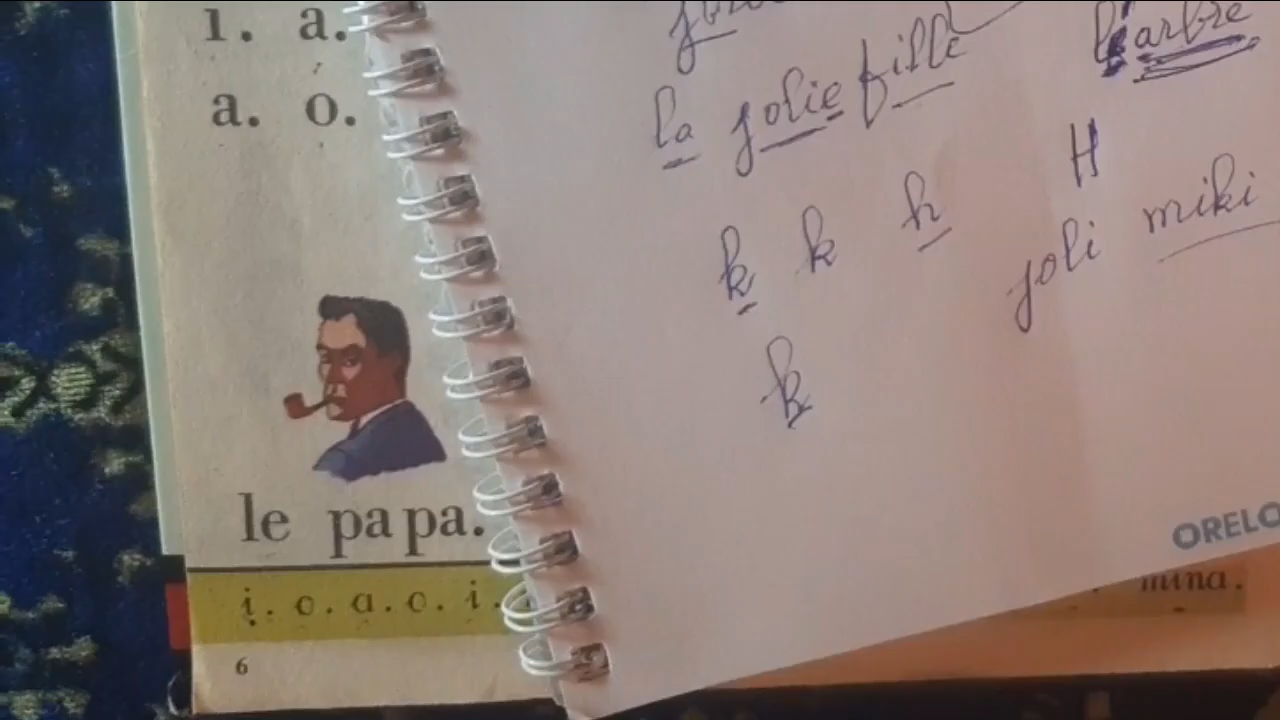 i. a.
a. o.
le papa.
i. o. a. o. i.
6
la jolie fille
l'arbre
k k h H
joli miki
k
ORELO
mina.